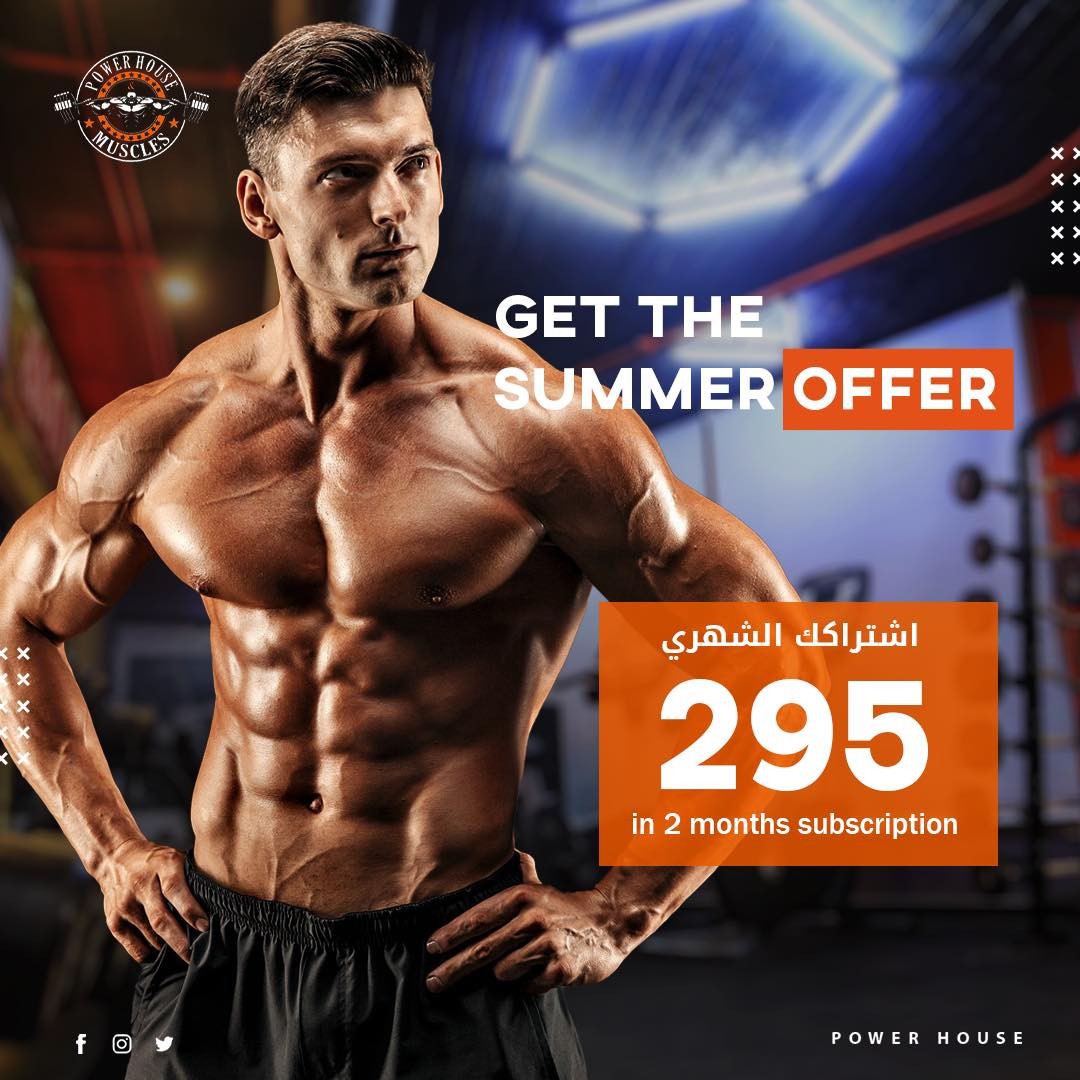 POWER HOUSE
MUSCLES
GET THE
SUMMER OFFER
اشتراكك الشهري
295
in 2 months subscription
POWER HOUSE